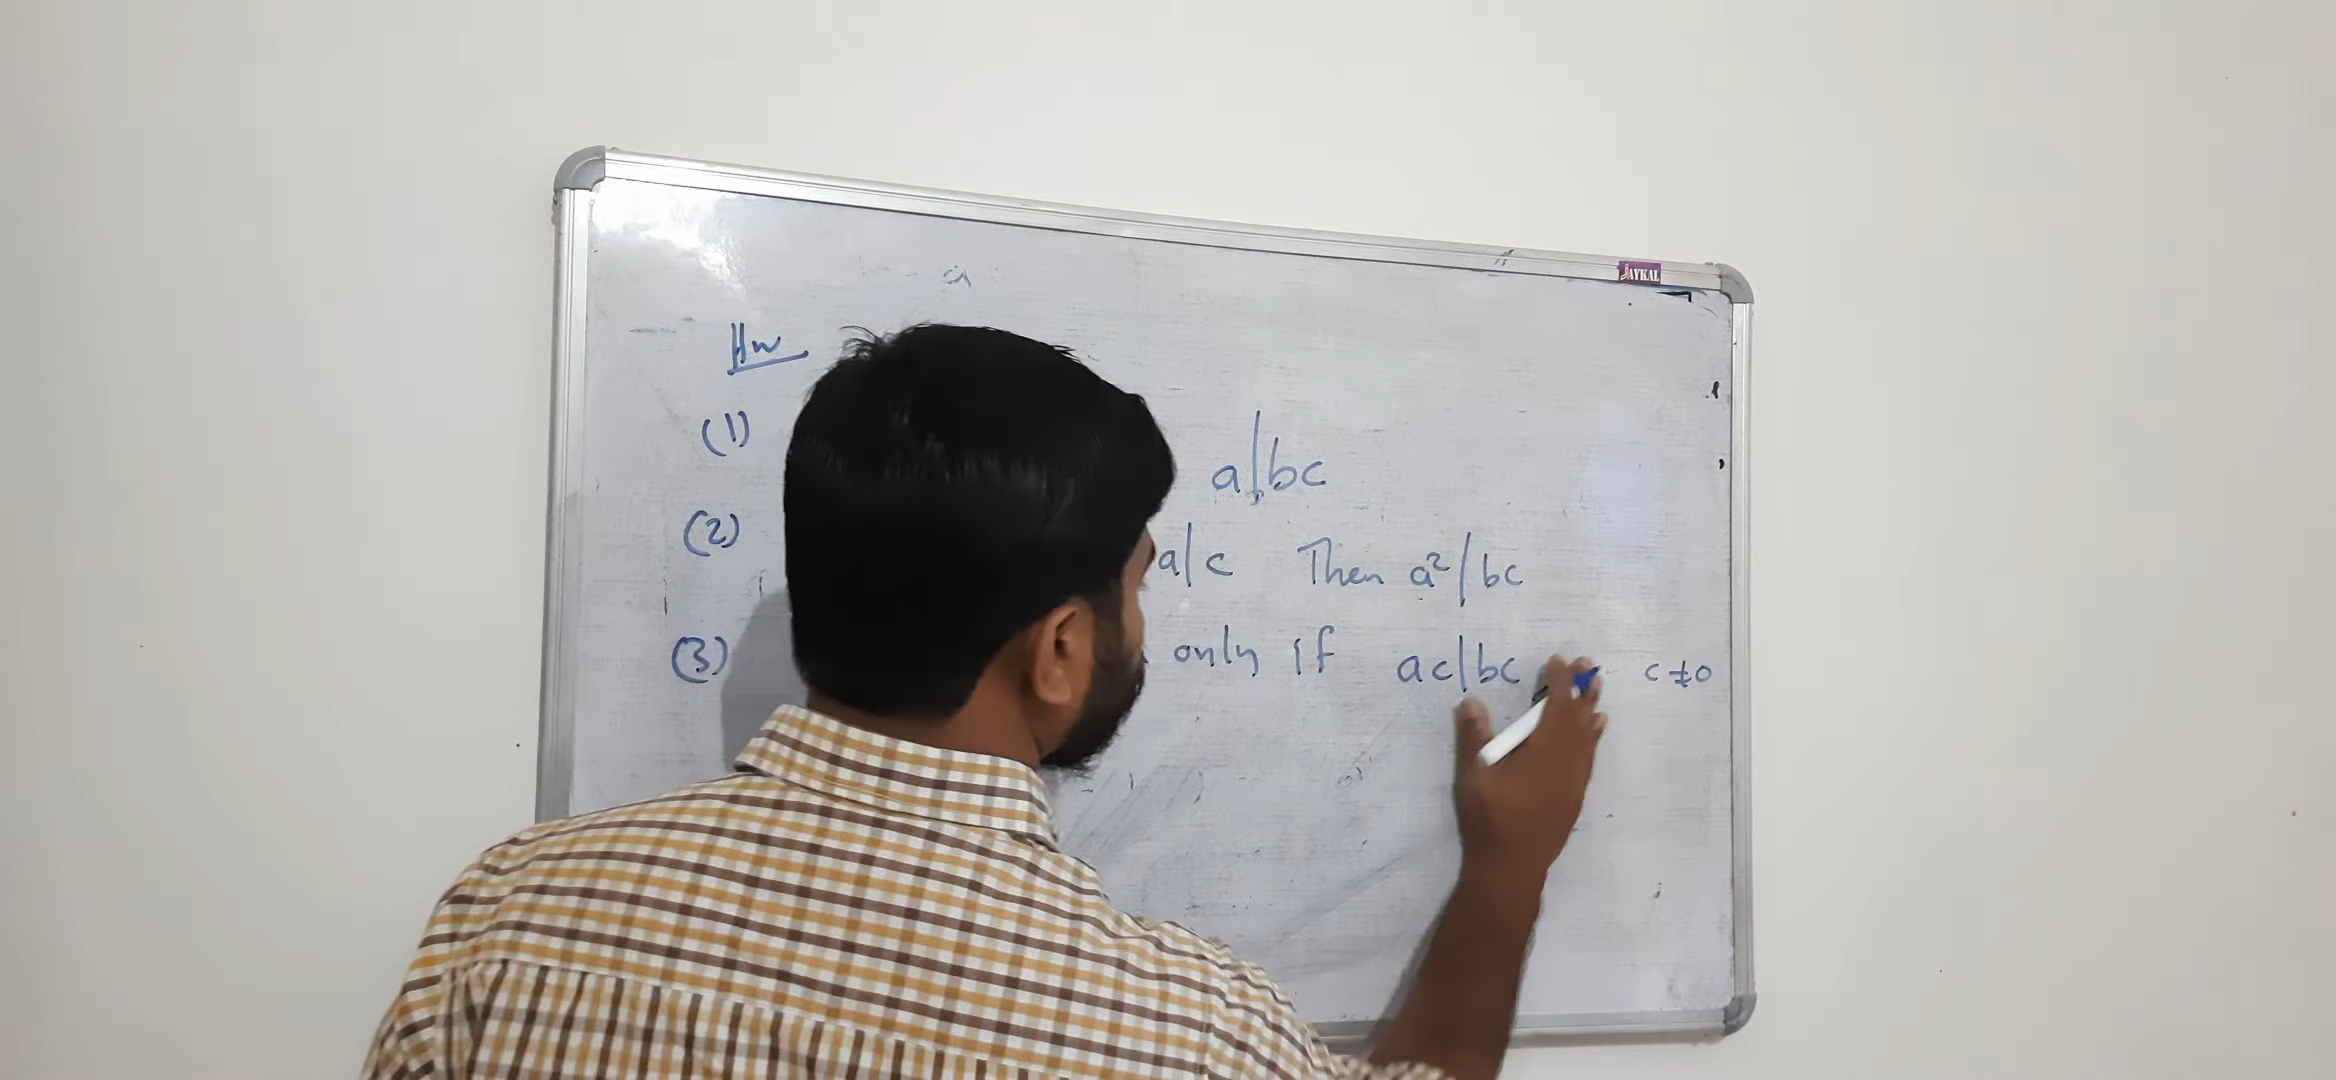 JAYKAL
a
Hw
(1) a|bc
(2) a|c Then a²|bc
(3) only if ac|bc c≠0